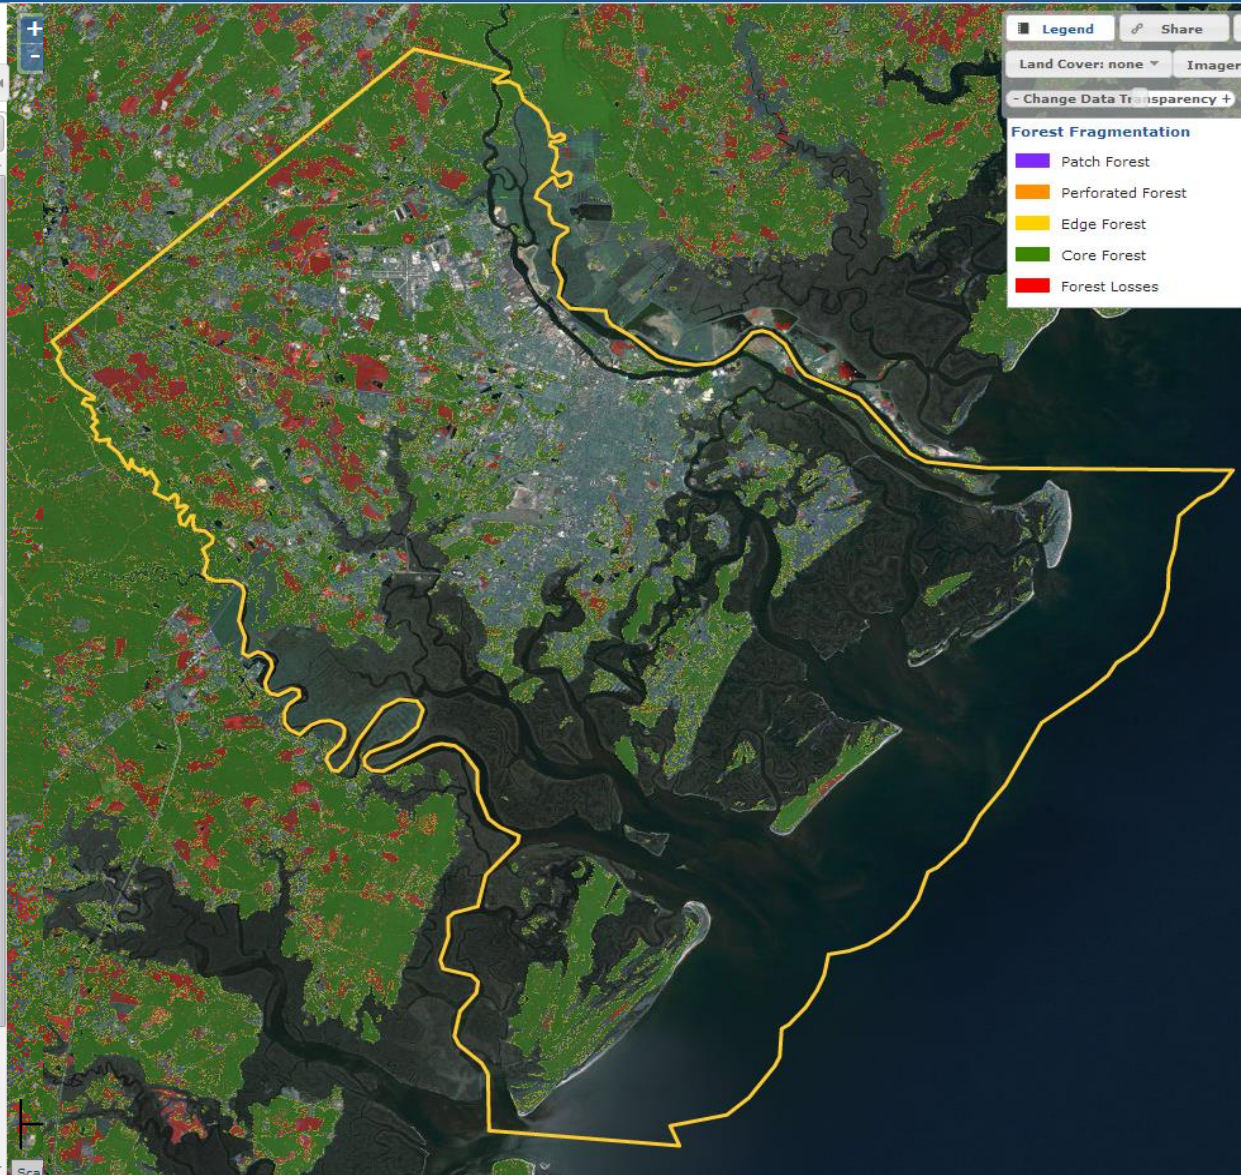 +
-
Legend
Share
Land Cover: none
Imager
- Change Data Transparency +
Forest Fragmentation
Patch Forest
Perforated Forest
Edge Forest
Core Forest
Forest Losses
Sca